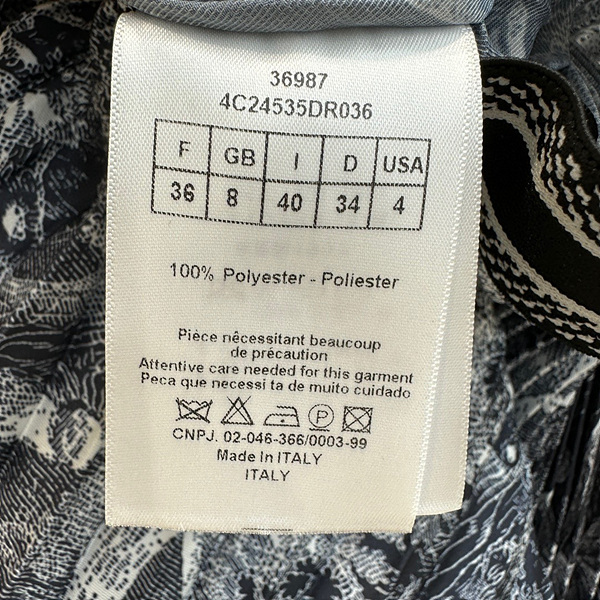 36987
4C24535DR036
F GB I D USA
36 8 40 34 4
100% Polyester - Poliester
Pièce nêcessitant beaucoup
de précaution
Attentive care needed for this garment
Peca que necessi ta de muito cuidado
P
CNPJ. 02-046-366/0003-99
Made In ITALY
ITALY